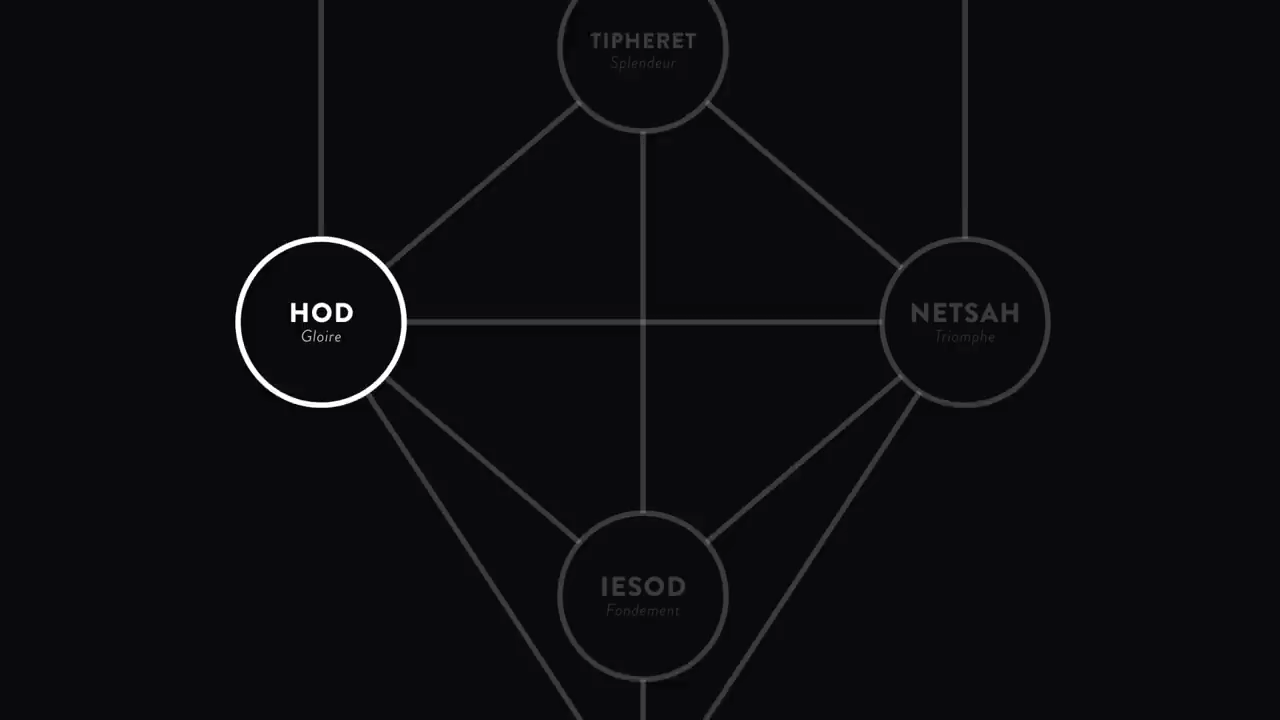 TIPHERET
Splendeur
HOD
Gloire
NETSAH
Triomphe
IESOD
Fondement